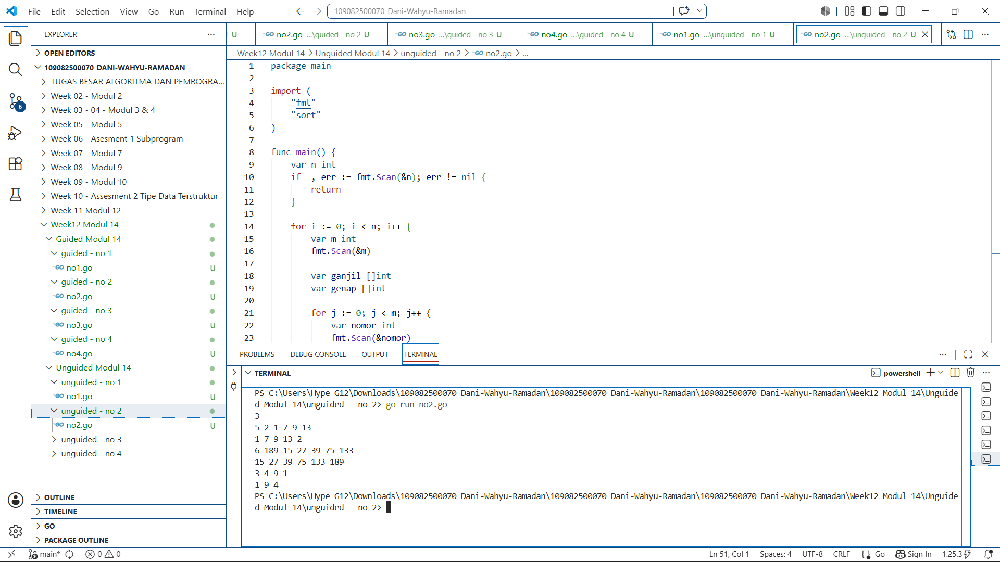 File Edit Selection View Go Run Terminal Help
109082500070_Dani-Wahyu-Ramadan
EXPLORER
U
no2.go ...\guided - no 2 U
no3.go ...\guided - no 3 U
no4.go ...\guided - no 4 U
no1.go ...\unguided - no 1 U
no2.go ...\unguided - no 2 U
Week12 Modul 14 > Unguided Modul 14 > unguided - no 2 > no2.go > ...
OPEN EDITORS
109082500070_DANI-WAHYU-RAMADAN
TUGAS BESAR ALGORITMA DAN PEMROGRA...
Week 02 - Modul 2
Week 03 - 04 - Modul 3 & 4
Week 05 - Modul 5
Week 06 - Asesment 1 Subprogram
Week 07 - Modul 7
Week 08 - Modul 9
Week 09 - Modul 10
Week 10 - Assesment 2 Tipe Data Terstruktur
Week 11 Modul 12
Week12 Modul 14
Guided Modul 14
guided - no 1
no1.go U
guided - no 2
no2.go U
guided - no 3
no3.go U
guided - no 4
no4.go U
Unguided Modul 14
unguided - no 1
no1.go U
unguided - no 2
no2.go U
unguided - no 3
unguided - no 4
OUTLINE
TIMELINE
GO
PACKAGE OUTLINE
6
1 package main
2
3 import (
4 "fmt"
5 "sort"
6 )
7
8 func main() {
9 var n int
10 if _, err := fmt.Scan(&n); err != nil {
11 return
12 }
13
14 for i := 0; i < n; i++ {
15 var m int
16 fmt.Scan(&m)
17
18 var ganjil []int
19 var genap []int
20
21 for j := 0; j < m; j++ {
22 var nomor int
23 fmt.Scan(&nomor)
PROBLEMS DEBUG CONSOLE OUTPUT TERMINAL
TERMINAL
powershell
PS C:\Users\Hype G12\Downloads\109082500070_Dani-Wahyu-Ramadan\109082500070_Dani-Wahyu-Ramadan\109082500070_Dani-Wahyu-Ramadan\Week12 Modul 14\Unguide
d Modul 14\unguided - no 2> go run no2.go
3
5 2 1 7 9 13
1 7 9 13 2
6 189 15 27 39 75 133
15 27 39 75 133 189
3 4 9 1
1 9 4
PS C:\Users\Hype G12\Downloads\109082500070_Dani-Wahyu-Ramadan\109082500070_Dani-Wahyu-Ramadan\109082500070_Dani-Wahyu-Ramadan\Week12 Modul 14\Unguide
d Modul 14\unguided - no 2>
main* 0 0 Ln 51, Col 1 Spaces: 4 UTF-8 CRLF { } Go Sign In 1.25.3